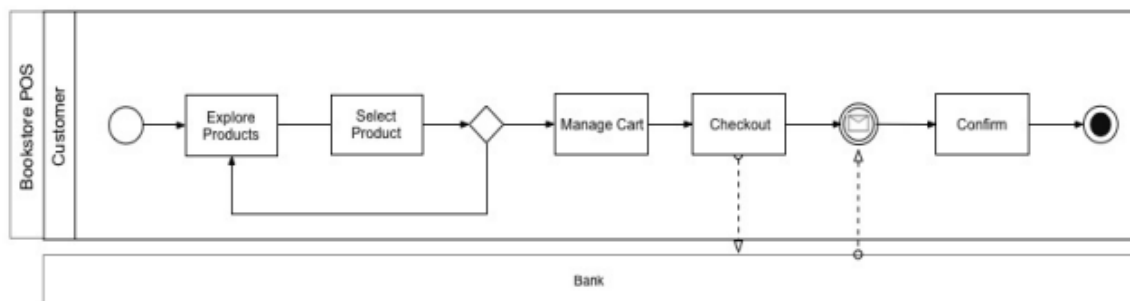 Bookstore POS
Customer
Explore
Products
Select
Product
Manage Cart
Checkout
Confirm
Bank